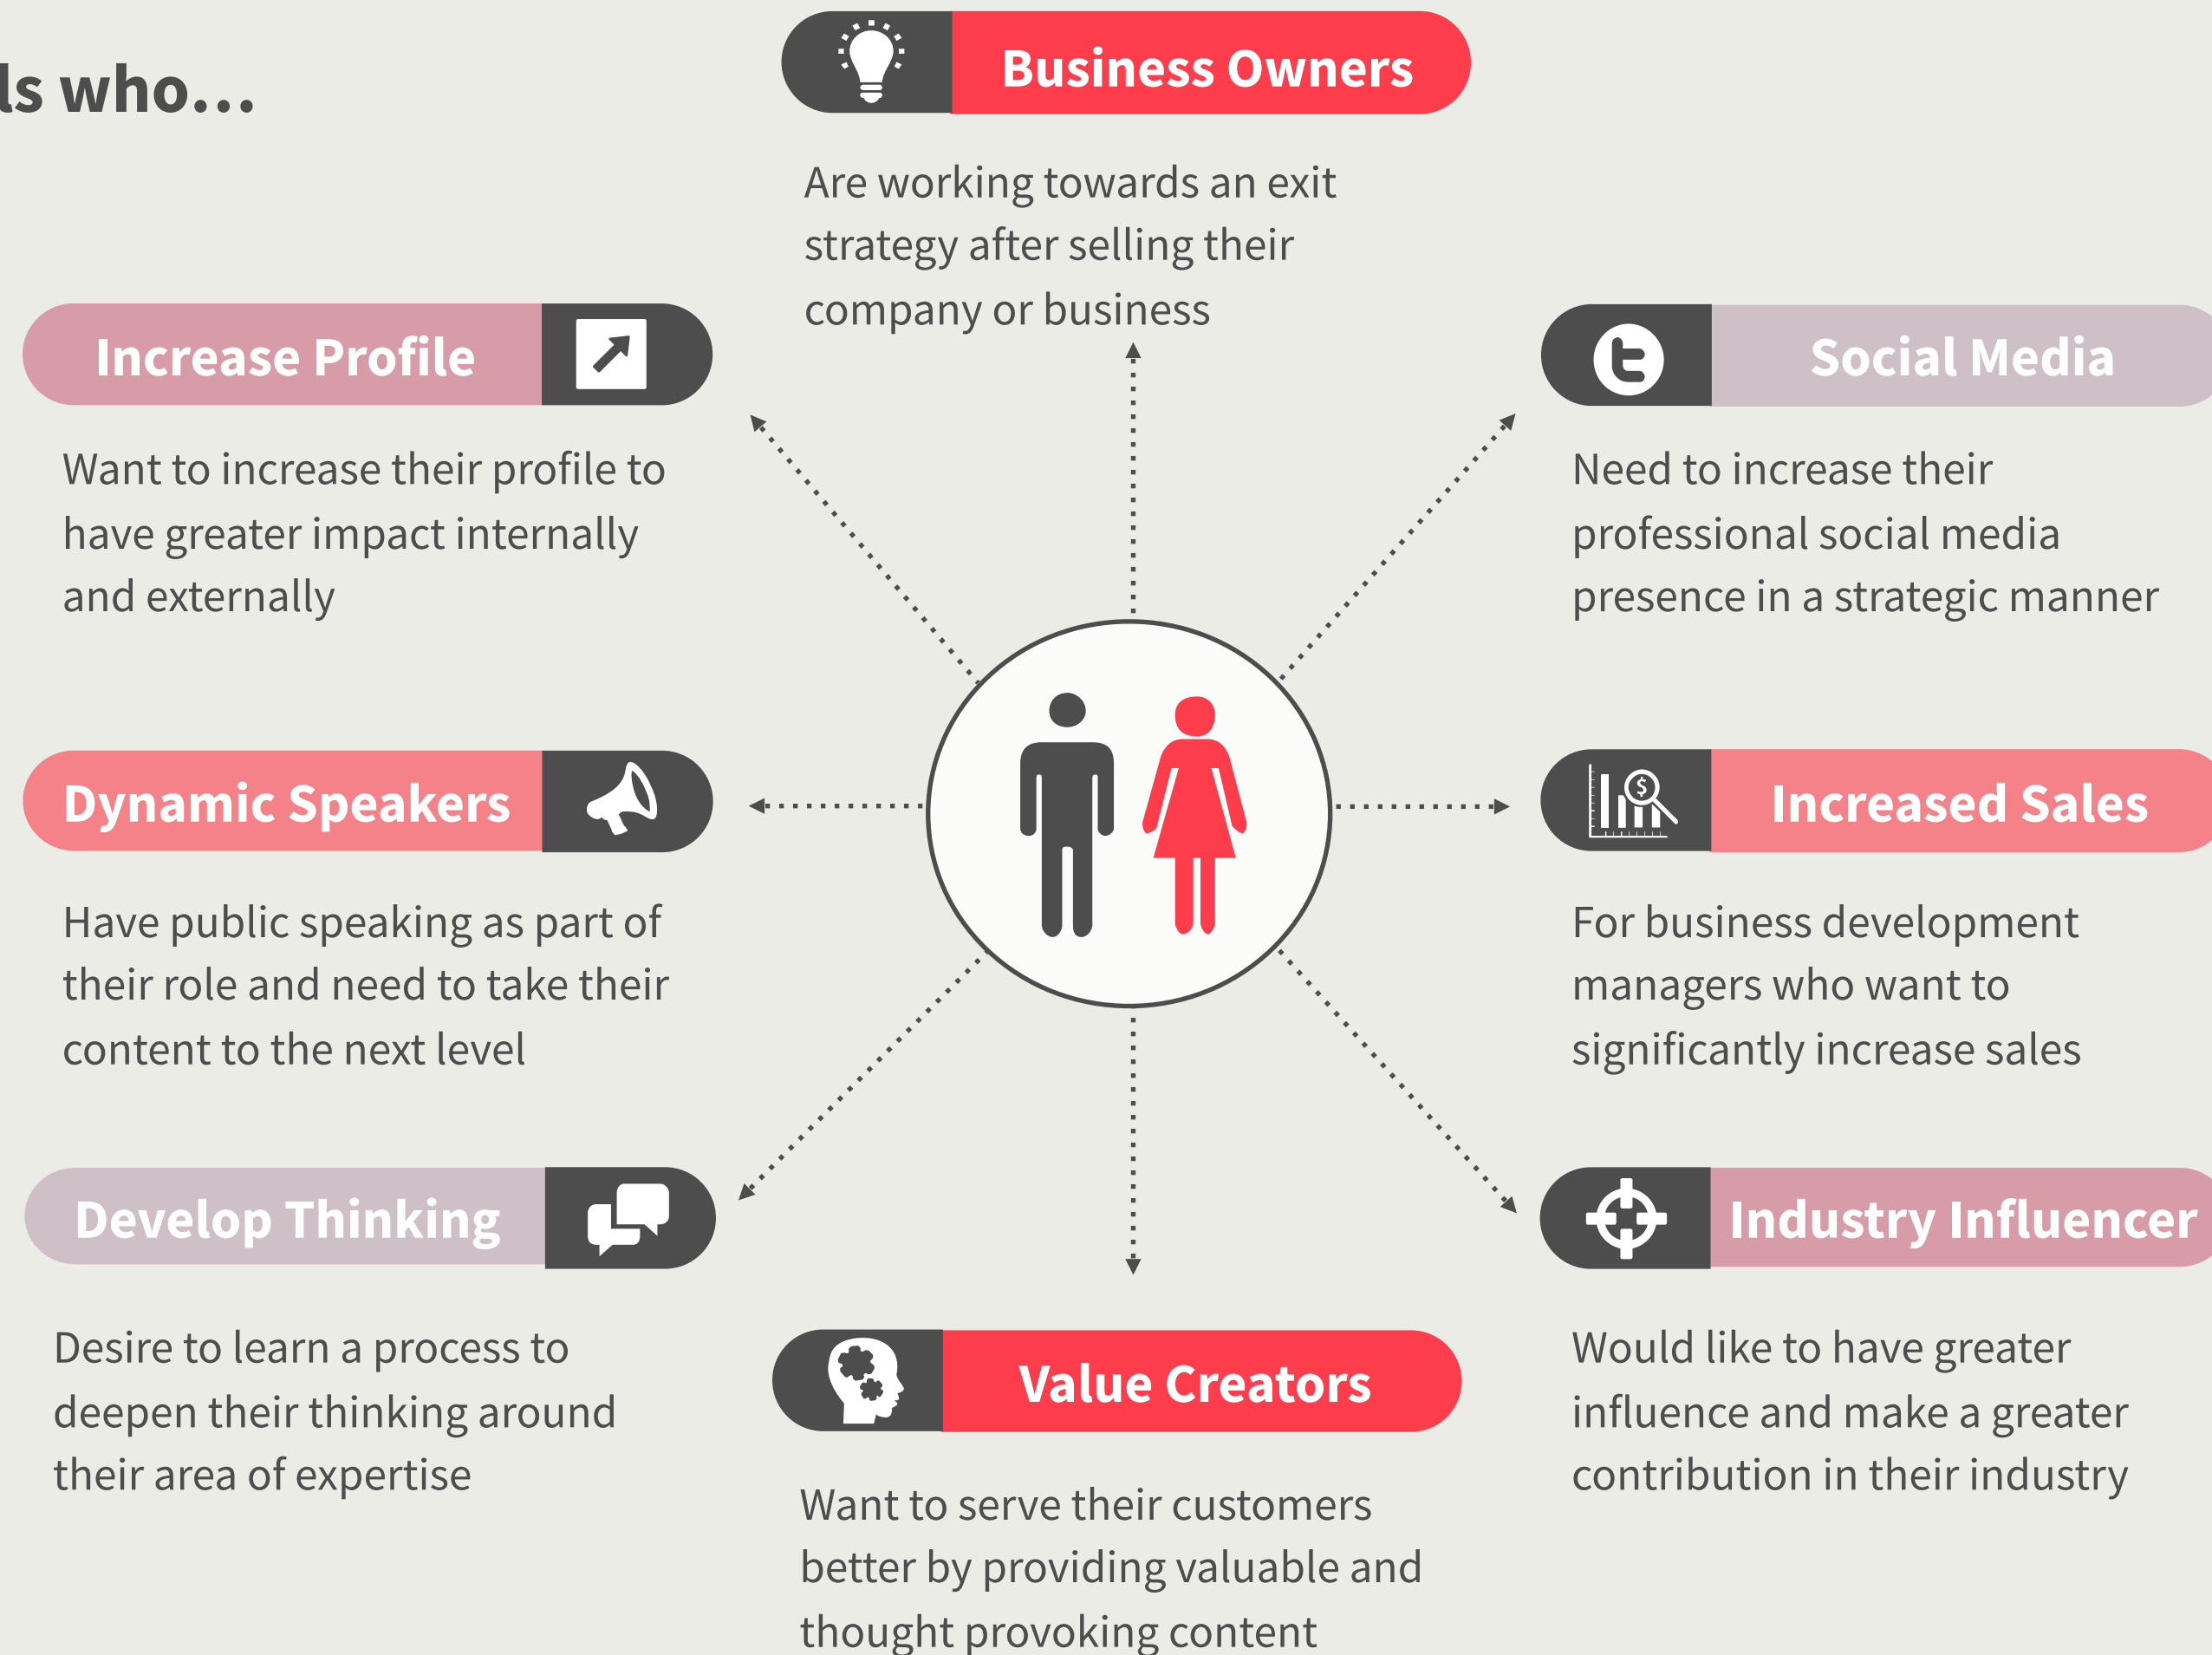 ls who...
Business Owners
Are working towards an exit
strategy after selling their
company or business
Increase Profile
Want to increase their profile to
have greater impact internally
and externally
Social Media
Need to increase their
professional social media
presence in a strategic manner
Dynamic Speakers
Have public speaking as part of
their role and need to take their
content to the next level
Increased Sales
For business development
managers who want to
significantly increase sales
Develop Thinking
Desire to learn a process to
deepen their thinking around
their area of expertise
Value Creators
Want to serve their customers
better by providing valuable and
thought provoking content
Industry Influencer
Would like to have greater
influence and make a greater
contribution in their industry